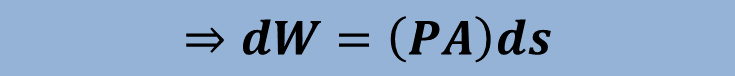 ⇒ dW = (PA)ds